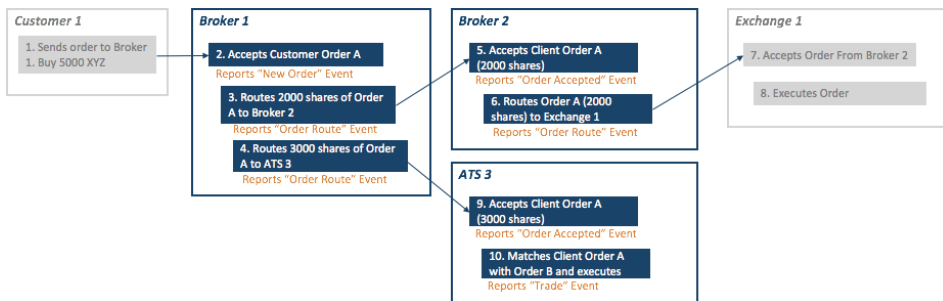 Customer 1
1. Sends order to Broker
1. Buy 5000 XYZ
Broker 1
2. Accepts Customer Order A
Reports "New Order" Event
3. Routes 2000 shares of Order
A to Broker 2
Reports "Order Route" Event
4. Routes 3000 shares of Order
A to ATS 3
Reports "Order Route" Event
Broker 2
5. Accepts Client Order A
(2000 shares)
Reports "Order Accepted" Event
6. Routes Order A (2000
shares) to Exchange 1
Reports "Order Route" Event
Exchange 1
7. Accepts Order From Broker 2
8. Executes Order
ATS 3
9. Accepts Client Order A
(3000 shares)
Reports "Order Accepted" Event
10. Matches Client Order A
with Order B and executes
Reports "Trade" Event